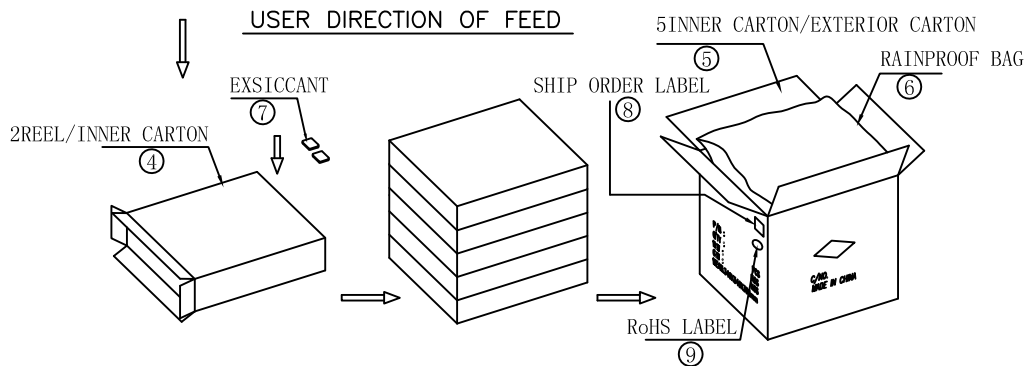 USER DIRECTION OF FEED
5INNER CARTON/EXTERIOR CARTON
⑤
RAINPROOF BAG
⑥
EXSICCANT
⑦
SHIP ORDER LABEL
⑧
2REEL/INNER CARTON
④
C/NO.
MADE IN CHINA
RoHS LABEL
⑨